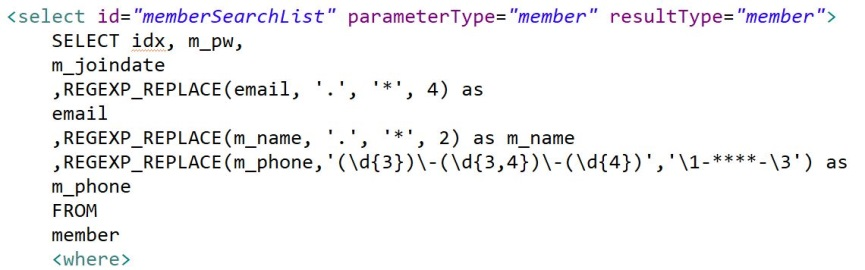 <select id="memberSearchList" parameterType="member" resultType="member">
SELECT idx, m_pw,
m_joindate
,REGEXP_REPLACE(email, '.', '*', 4) as
email
,REGEXP_REPLACE(m_name, '.', '*', 2) as m_name
,REGEXP_REPLACE(m_phone,'(\d{3})\-(\d{3,4})\-(\d{4})','\1-****-\3') as
m_phone
FROM
member
<where>